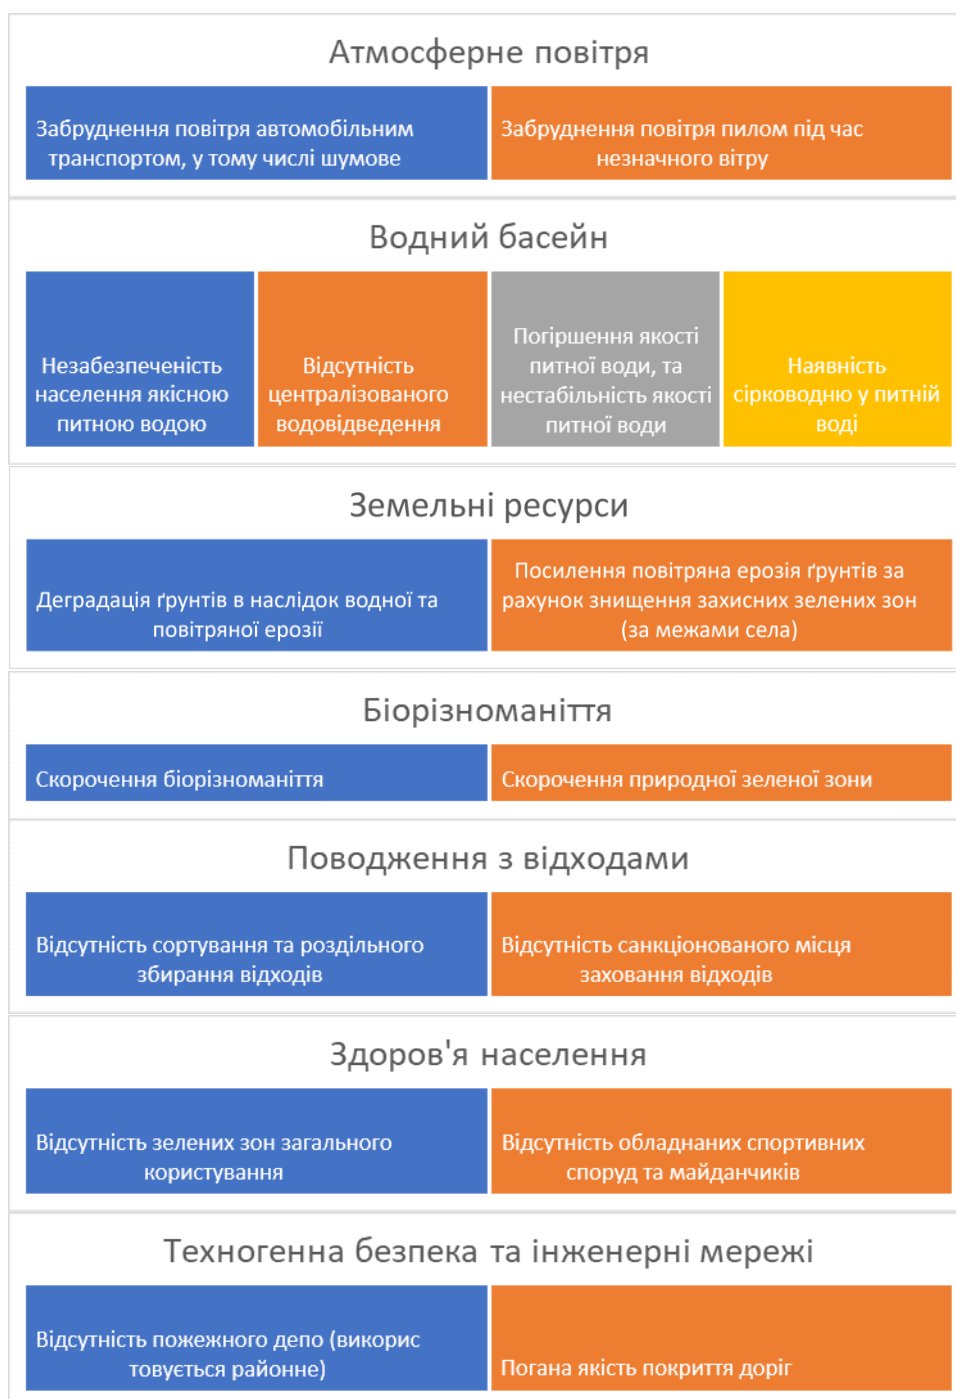 Атмосферне повітря
Забруднення повітря автомобільним
транспортом, у тому числі шумове
Забруднення повітря пилом під час
незначного вітру
Водний басейн
Незабезпеченість
населення якісною
питною водою
Відсутність
централізованого
водовідведення
Погіршення якості
питної води, та
нестабільність якості
питної води
Наявність
сірководню у питній
воді
Земельні ресурси
Деградація ґрунтів в наслідок водної та
повітряної ерозії
Посилення повітряна ерозія ґрунтів за
рахунок знищення захисних зелених зон
(за межами села)
Біорізноманіття
Скорочення біорізноманіття
Скорочення природної зеленої зони
Поводження з відходами
Відсутність сортування та роздільного
збирання відходів
Відсутність санкціонованого місця
заховання відходів
Здоров'я населення
Відсутність зелених зон загального
користування
Відсутність обладнаних спортивних
споруд та майданчиків
Техногенна безпека та інженерні мережі
Відсутність пожежного депо (викорис
товується районне)
Погана якість покриття доріг